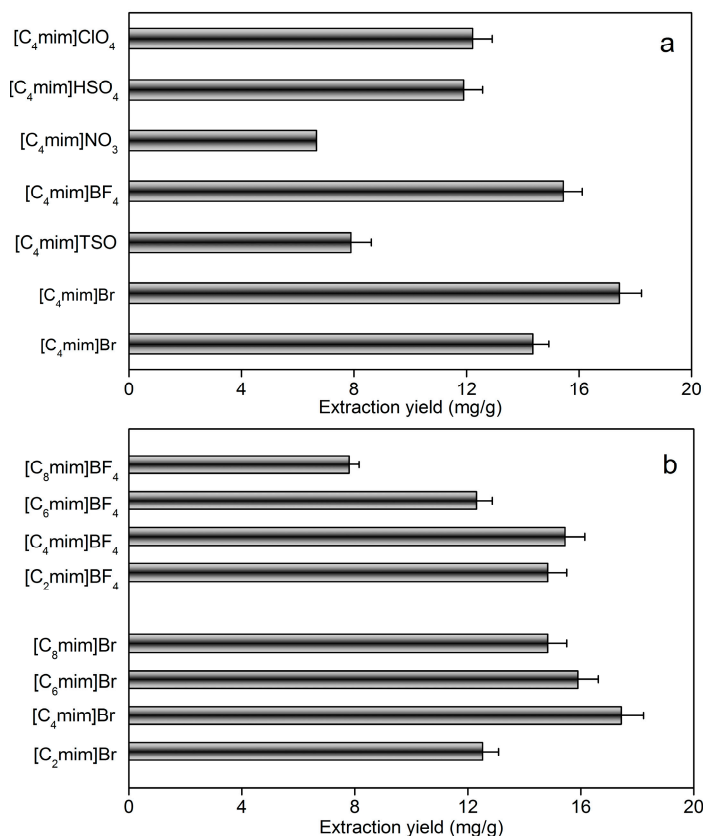 a
[C₄mim]ClO₄
[C₄mim]HSO₄
[C₄mim]NO₃
[C₄mim]BF₄
[C₄mim]TSO
[C₄mim]Br
[C₄mim]Br
0 4 8 12 16 20
Extraction yield (mg/g)
b
[C₈mim]BF₄
[C₆mim]BF₄
[C₄mim]BF₄
[C₂mim]BF₄
[C₈mim]Br
[C₆mim]Br
[C₄mim]Br
[C₂mim]Br
0 4 8 12 16 20
Extraction yield (mg/g)